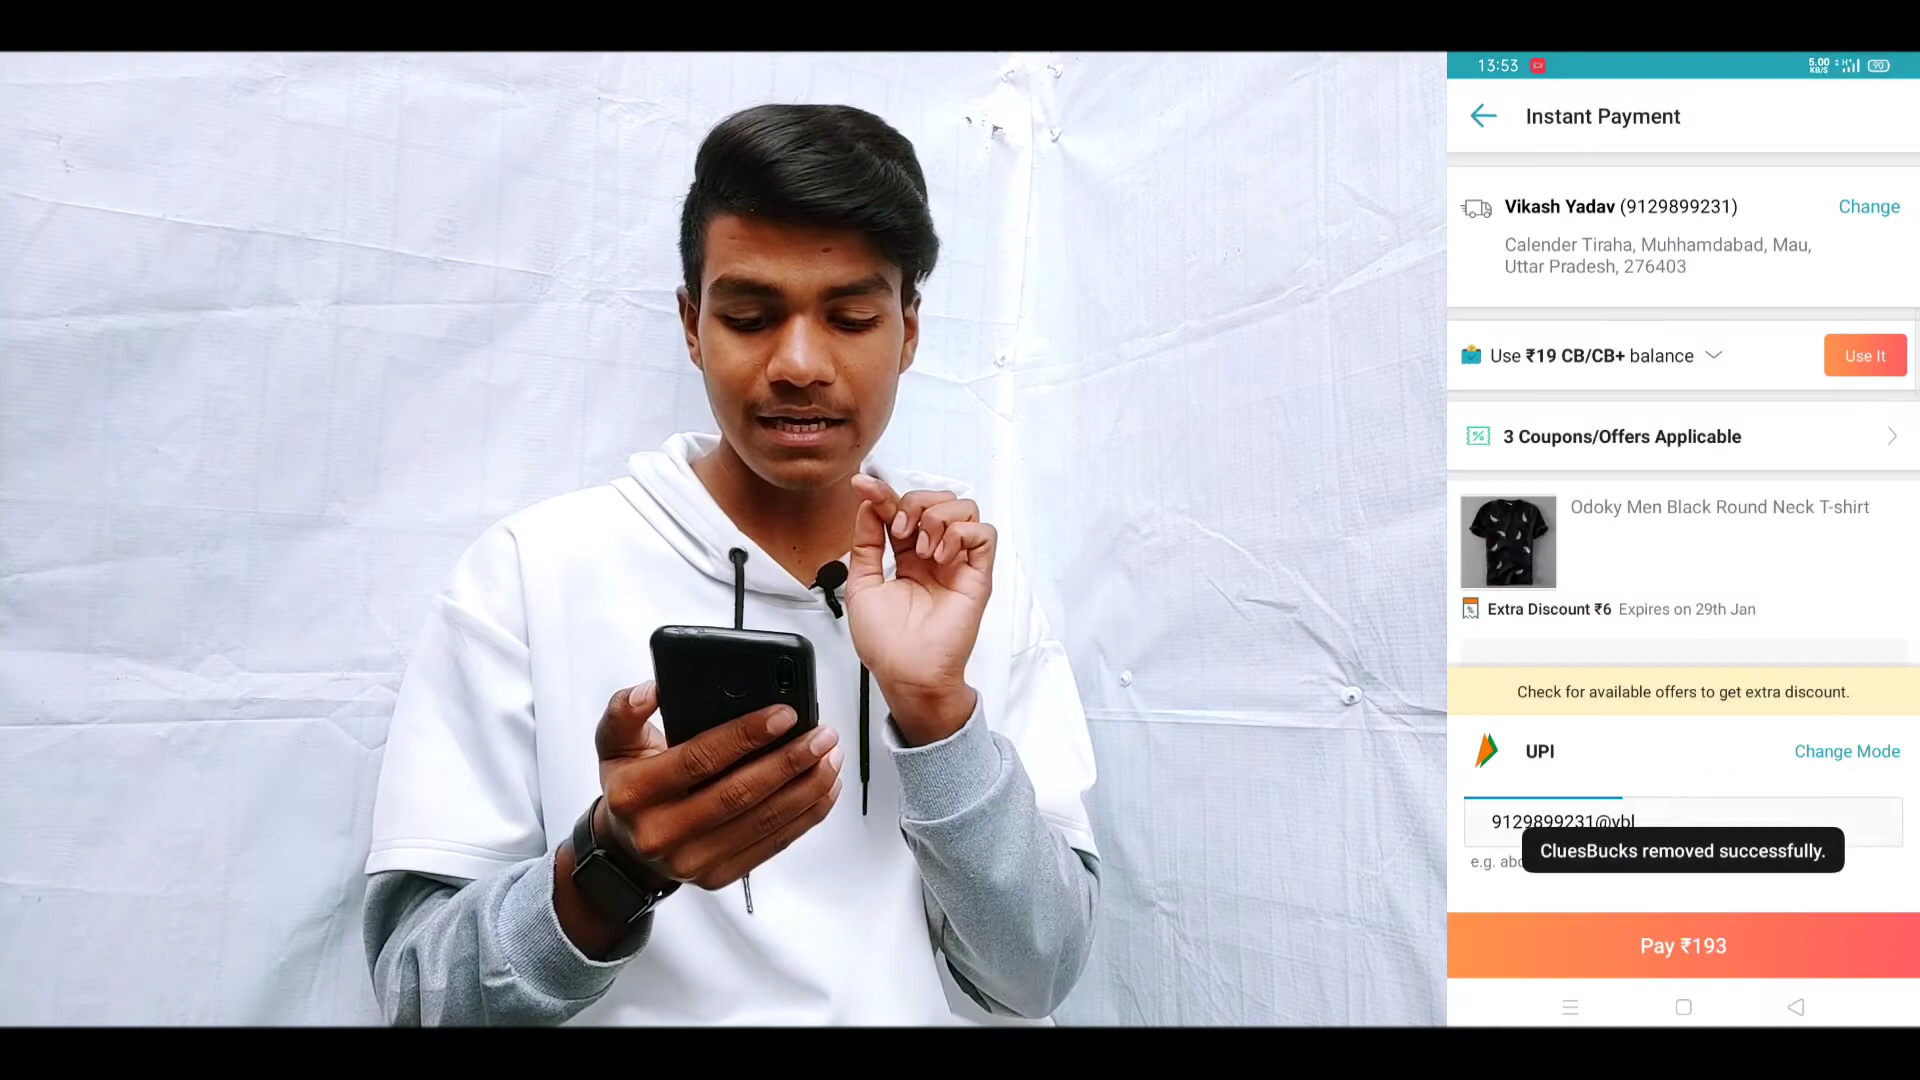 13:53
5.00
KB/S
90
Instant Payment
Vikash Yadav (9129899231)
Change
Calender Tiraha, Muhhamdabad, Mau,
Uttar Pradesh, 276403
Use ₹19 CB/CB+ balance
Use It
3 Coupons/Offers Applicable
Odoky Men Black Round Neck T-shirt
Extra Discount ₹6 Expires on 29th Jan
Check for available offers to get extra discount.
UPI
Change Mode
9129899231@ybl
CluesBucks removed successfully.
e.g.
Pay ₹193